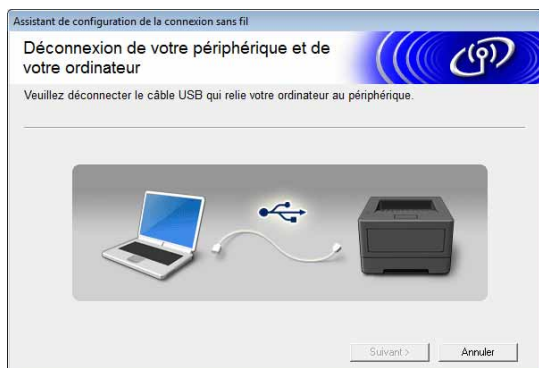 Assistant de configuration de la connexion sans fil
Déconnexion de votre périphérique et de
votre ordinateur
Veuillez déconnecter le câble USB qui relie votre ordinateur au périphérique.
Suivant >
Annuler